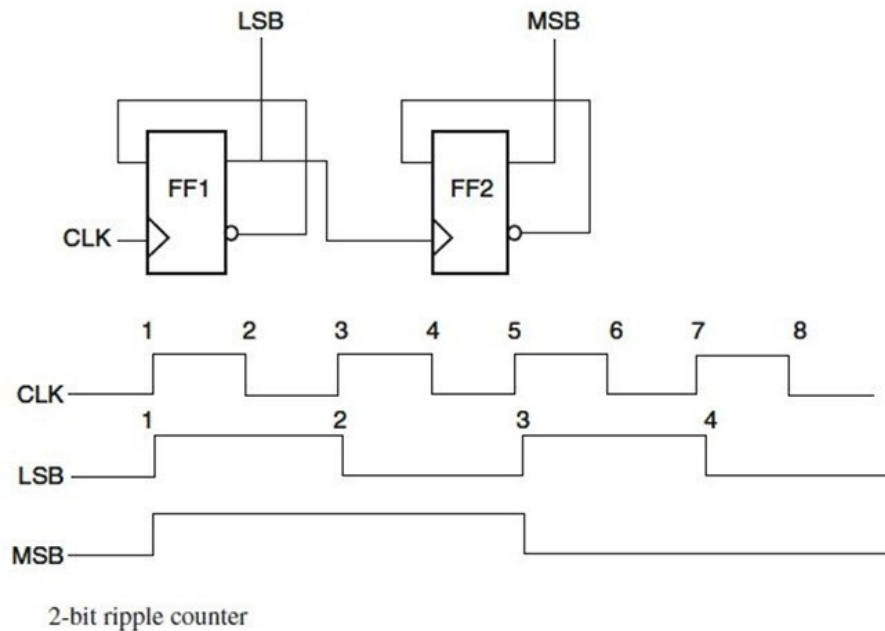 LSB MSB
FF1 FF2
CLK
1 2 3 4 5 6 7 8
CLK
1 2 3 4
LSB
MSB
2-bit ripple counter